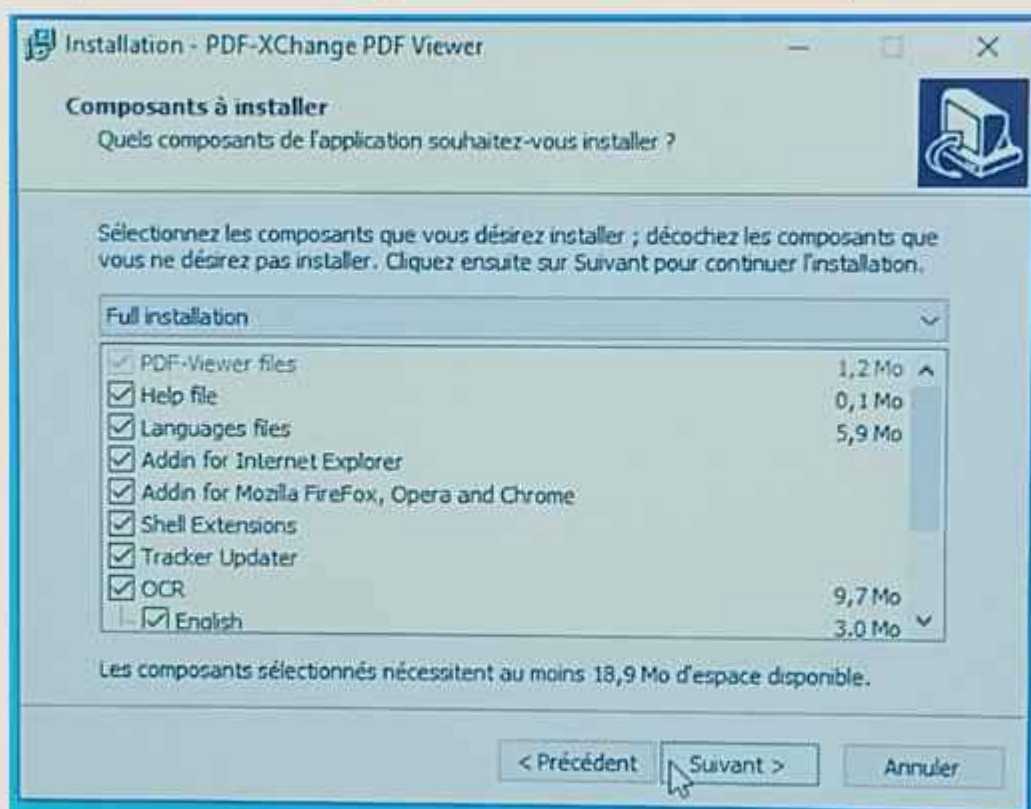 Installation - PDF-XChange PDF Viewer
Composants à installer
Quels composants de l'application souhaitez-vous installer ?
Sélectionnez les composants que vous désirez installer ; décochez les composants que
vous ne désirez pas installer. Cliquez ensuite sur Suivant pour continuer l'installation.
Full installation
PDF-Viewer files 1,2 Mo
Help file 0,1 Mo
Languages files 5,9 Mo
Addin for Internet Explorer
Addin for Mozilla FireFox, Opera and Chrome
Shell Extensions
Tracker Updater
OCR 9,7 Mo
English 3.0 Mo
Les composants sélectionnés nécessitent au moins 18,9 Mo d'espace disponible.
< Précédent Suivant > Annuler